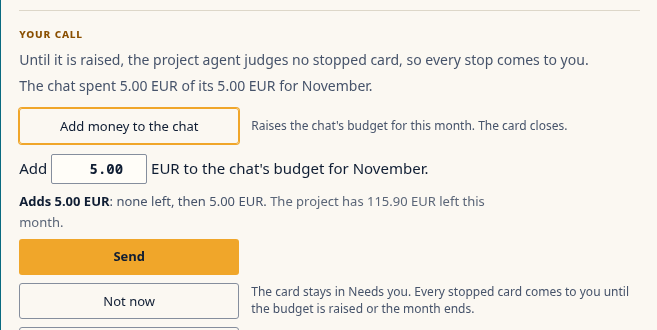 YOUR CALL
Until it is raised, the project agent judges no stopped card, so every stop comes to you.
The chat spent 5.00 EUR of its 5.00 EUR for November.
Add money to the chat
Raises the chat's budget for this month. The card closes.
Add 5.00 EUR to the chat's budget for November.
Adds 5.00 EUR: none left, then 5.00 EUR. The project has 115.90 EUR left this
month.
Send
Not now
The card stays in Needs you. Every stopped card comes to you until
the budget is raised or the month ends.